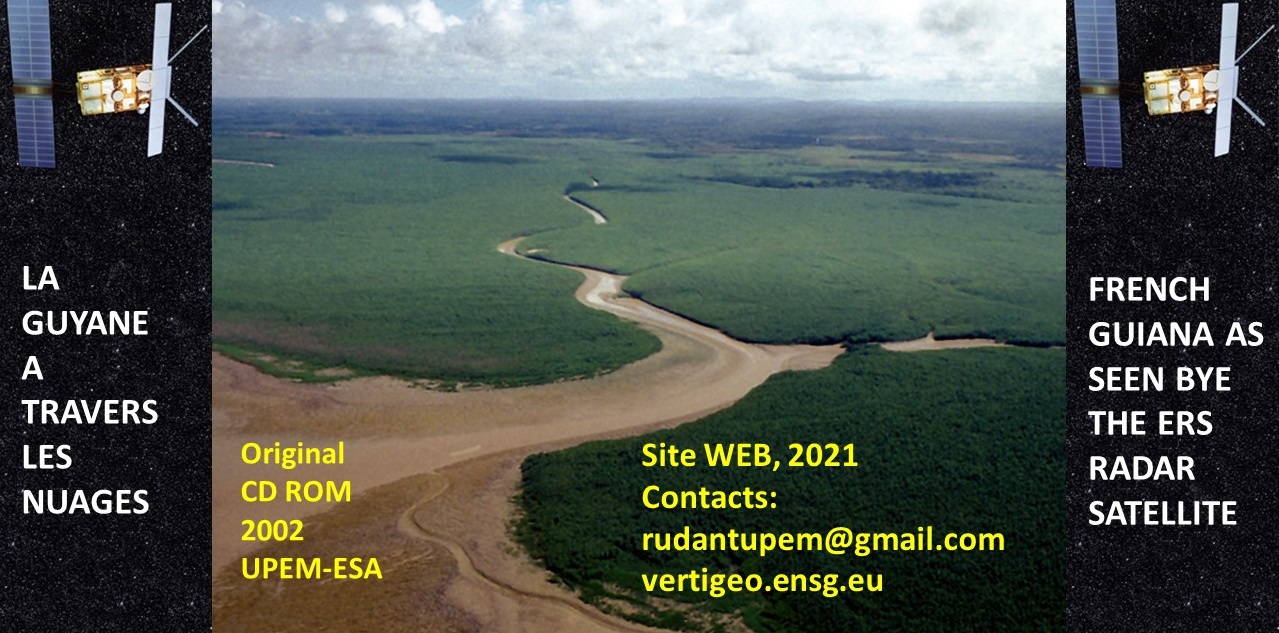 LA
GUYANE
A
TRAVERS
LES
NUAGES
Original
CD ROM
2002
UPEM-ESA
Site WEB, 2021
Contacts:
rudantupem@gmail.com
vertigeo.ensg.eu
FRENCH
GUIANA AS
SEEN BYE
THE ERS
RADAR
SATELLITE